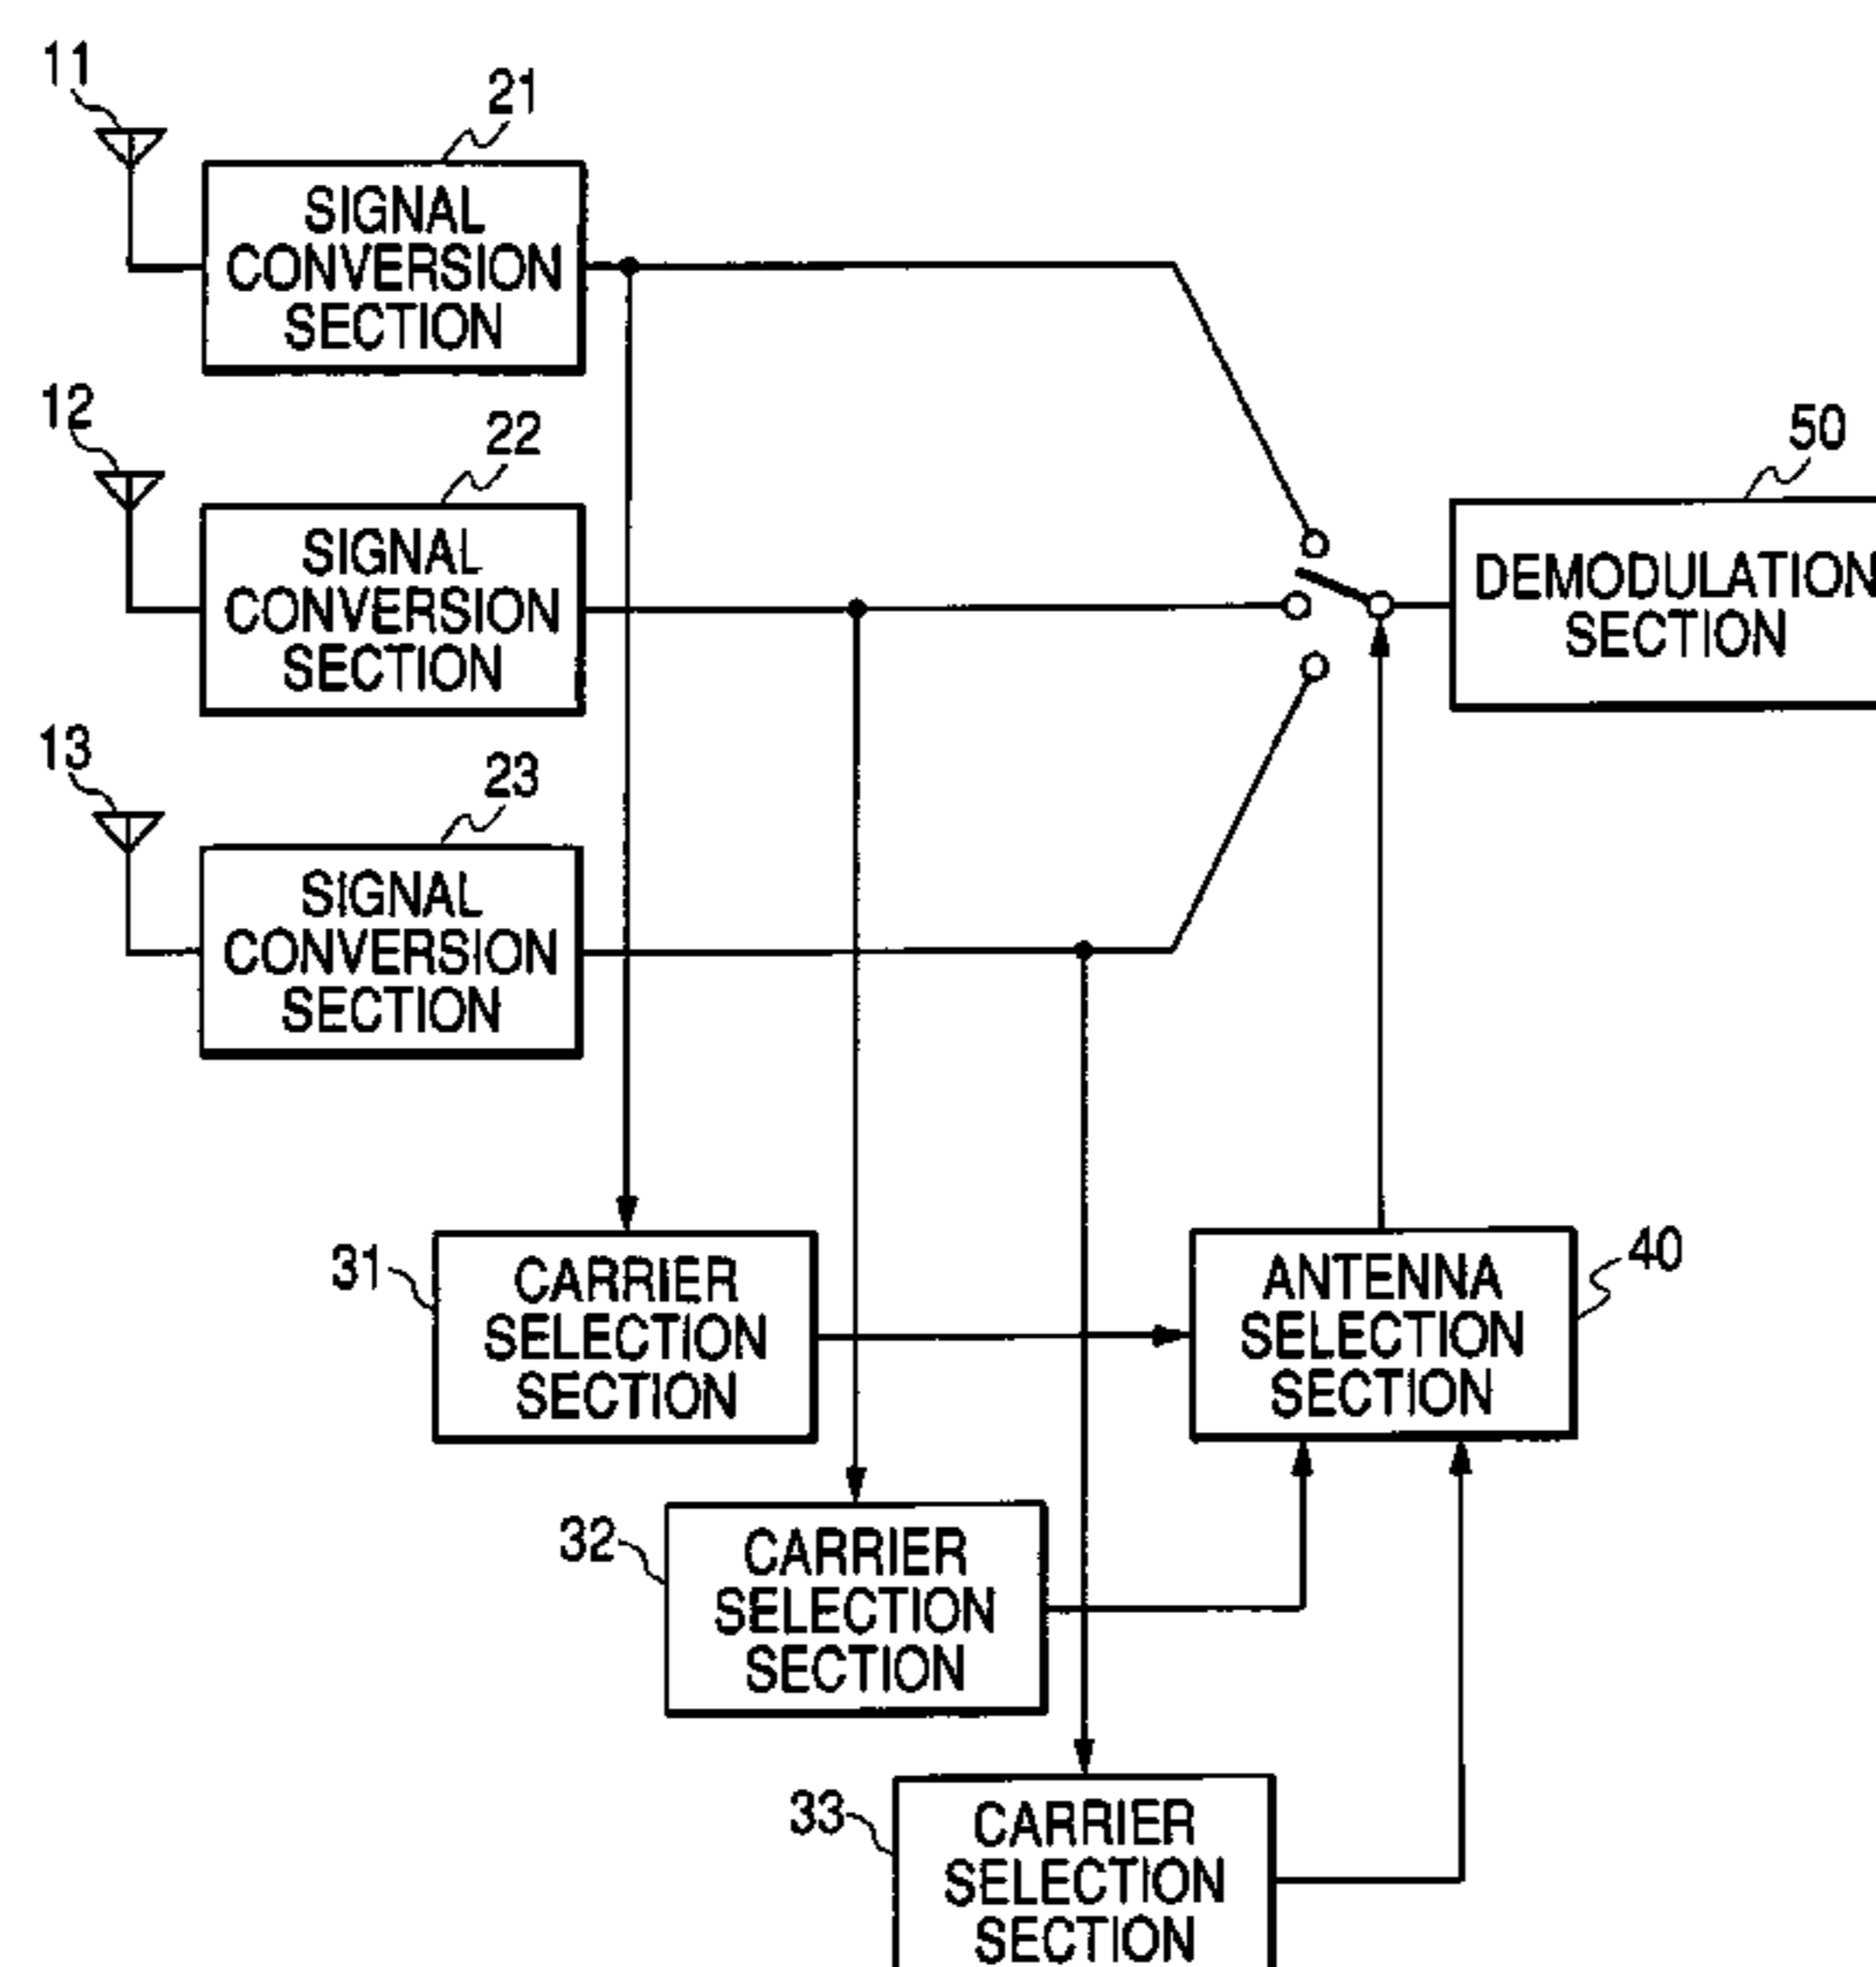 11
21
SIGNAL
CONVERSION
SECTION
12
22
SIGNAL
CONVERSION
SECTION
50
DEMODULATION
SECTION
13
23
SIGNAL
CONVERSION
SECTION
31
CARRIER
SELECTION
SECTION
ANTENNA
SELECTION
SECTION
40
32
CARRIER
SELECTION
SECTION
33
CARRIER
SELECTION
SECTION